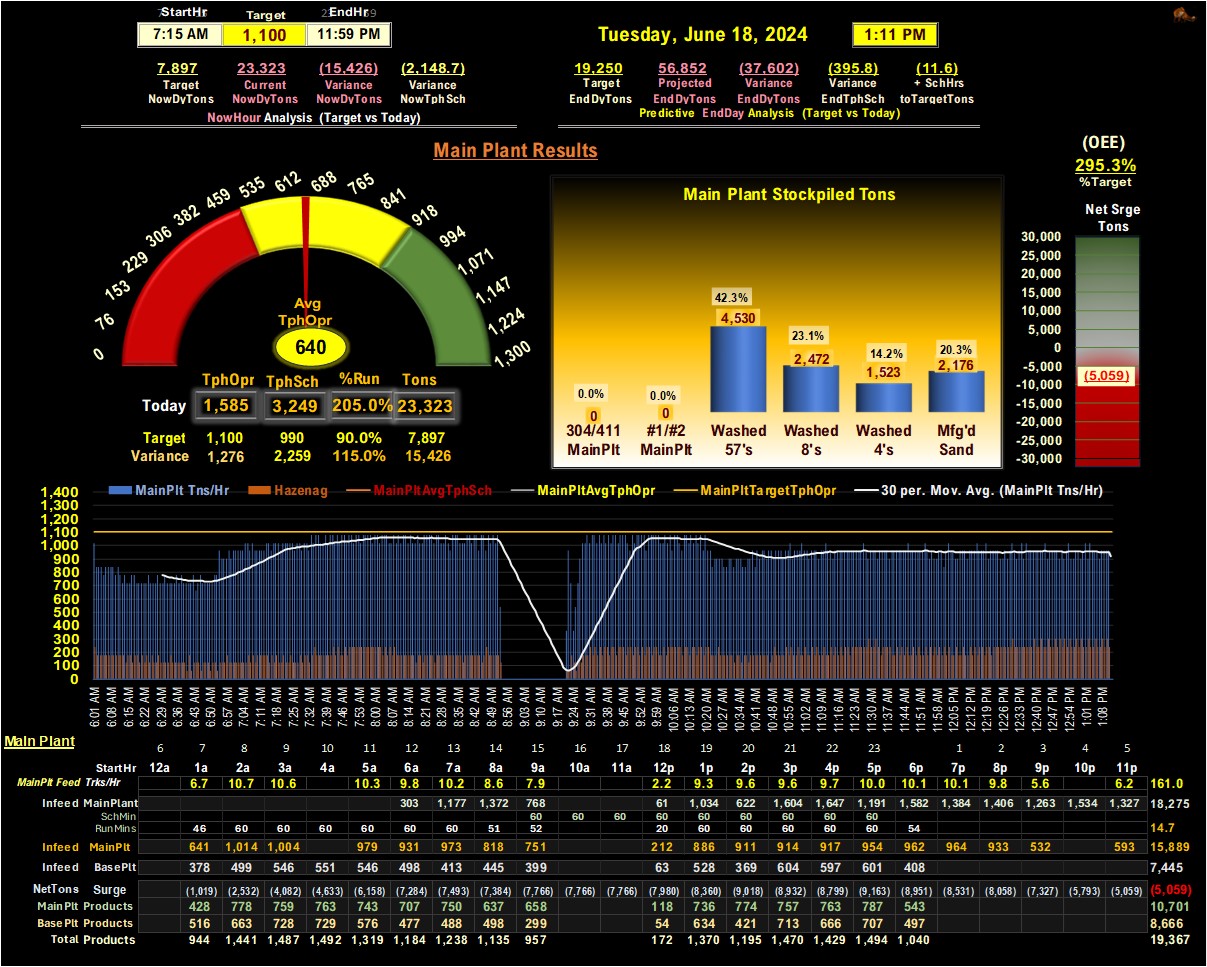 StartHr Target EndHr
7:15 AM 1,100 11:59 PM
Tuesday, June 18, 2024 1:11 PM
7,897 23,323 (15,426) (2,148.7)
Target Current Variance Variance
NowDyTons NowDyTons NowDyTons NowTphSch
NowHour Analysis (Target vs Today)
19,250 56,852 (37,602) (395.8) (11.6)
Target Projected Variance Variance + SchHrs
EndDyTons EndDyTons EndDyTons EndTphSch toTargetTons
Predictive EndDay Analysis (Target vs Today)
Main Plant Results
(OEE)
295.3%
%Target
0 76 153 229 306 382 459 535 612 688 765 841 918 994 1,071 1,147 1,224 1,300
Avg
TphOpr
640
TphOpr TphSch %Run Tons
Today 1,585 3,249 205.0% 23,323
Target 1,100 990 90.0% 7,897
Variance 1,276 2,259 115.0% 15,426
Main Plant Stockpiled Tons
0.0% 0.0% 42.3% 23.1% 14.2% 20.3%
0 0 4,530 2,472 1,523 2,176
304/411 #1/#2 Washed Washed Washed Mfg'd
MainPlt MainPlt 57's 8's 4's Sand
Net Srge
Tons
30,000
25,000
20,000
15,000
10,000
5,000
0
-5,000
(5,059)
-10,000
-15,000
-20,000
-25,000
-30,000
MainPlt Tns/Hr Hazenag MainPltAvgTphSch MainPltAvgTphOpr MainPltTargetTphOpr 30 per. Mov. Avg. (MainPlt Tns/Hr)
1,400
1,300
1,200
1,100
1,000
900
800
700
600
500
400
300
200
100
0
6:01 AM 6:08 AM 6:15 AM 6:22 AM 6:29 AM 6:36 AM 6:43 AM 6:50 AM 6:57 AM 7:04 AM 7:11 AM 7:18 AM 7:25 AM 7:32 AM 7:39 AM 7:46 AM 7:53 AM 8:00 AM 8:07 AM 8:14 AM 8:21 AM 8:28 AM 8:35 AM 8:42 AM 8:49 AM 8:56 AM 9:03 AM 9:10 AM 9:17 AM 9:24 AM 9:31 AM 9:38 AM 9:45 AM 9:52 AM 9:59 AM 10:06 AM 10:13 AM 10:20 AM 10:27 AM 10:34 AM 10:41 AM 10:48 AM 10:55 AM 11:02 AM 11:09 AM 11:16 AM 11:23 AM 11:30 AM 11:37 AM 11:44 AM 11:51 AM 11:58 AM 12:05 PM 12:12 PM 12:19 PM 12:26 PM 12:33 PM 12:40 PM 12:47 PM 12:54 PM 1:01 PM 1:08 PM
Main Plant
6 7 8 9 10 11 12 13 14 15 16 17 18 19 20 21 22 23 1 2 3 4 5
StartHr 12a 1a 2a 3a 4a 5a 6a 7a 8a 9a 10a 11a 12p 1p 2p 3p 4p 5p 6p 7p 8p 9p 10p 11p
MainPlt Feed Trks/Hr 6.7 10.7 10.6 10.3 9.8 10.2 8.6 7.9 2.2 9.3 9.6 9.6 9.7 10.0 10.1 10.1 9.8 5.6 6.2 161.0
Infeed MainPlant 303 1,177 1,372 768 61 1,034 622 1,604 1,647 1,191 1,582 1,384 1,406 1,263 1,534 1,327 18,275
SchMin 60 60 60 60 60 60 60 60 60
RunMins 46 60 60 60 60 60 60 51 52 20 60 60 60 60 60 54 14.7
Infeed MainPlt 641 1,014 1,004 979 931 973 818 751 212 886 911 914 917 954 962 964 933 532 593 15,889
Infeed BasePlt 378 499 546 551 546 498 413 445 399 63 528 369 604 597 601 408 7,445
NetTons Surge (1,019) (2,532) (4,082) (4,633) (6,158) (7,284) (7,493) (7,384) (7,766) (7,766) (7,766) (7,980) (8,360) (9,018) (8,932) (8,799) (9,163) (8,951) (8,531) (8,058) (7,327) (5,793) (5,059) (5,059)
MainPlt Products 428 778 759 763 743 707 750 637 658 118 736 774 757 763 787 543 10,701
BasePlt Products 516 663 728 729 576 477 488 498 298 54 634 421 713 666 707 497 8,666
Total Products 944 1,441 1,487 1,492 1,319 1,184 1,238 1,135 957 172 1,370 1,195 1,470 1,429 1,494 1,040 19,367